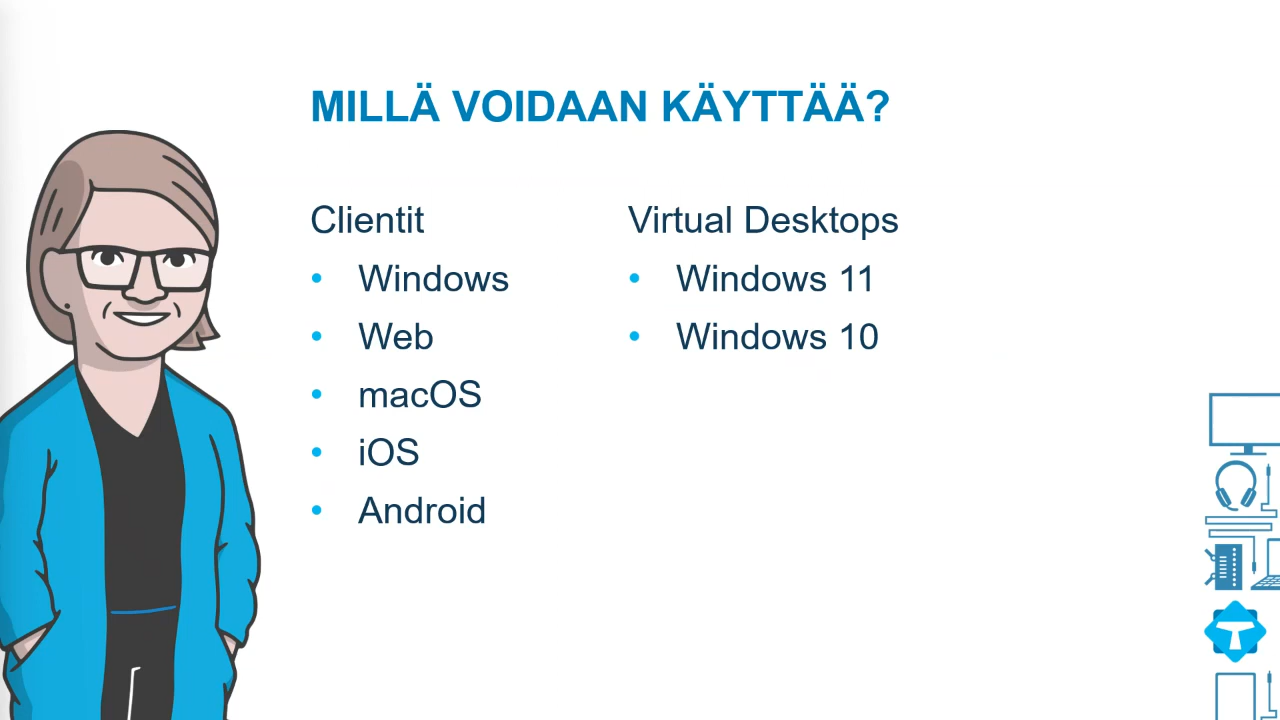 MILLÄ VOIDAAN KÄYTTÄÄ?
Clientit
• Windows
• Web
• macOS
• iOS
• Android
Virtual Desktops
• Windows 11
• Windows 10